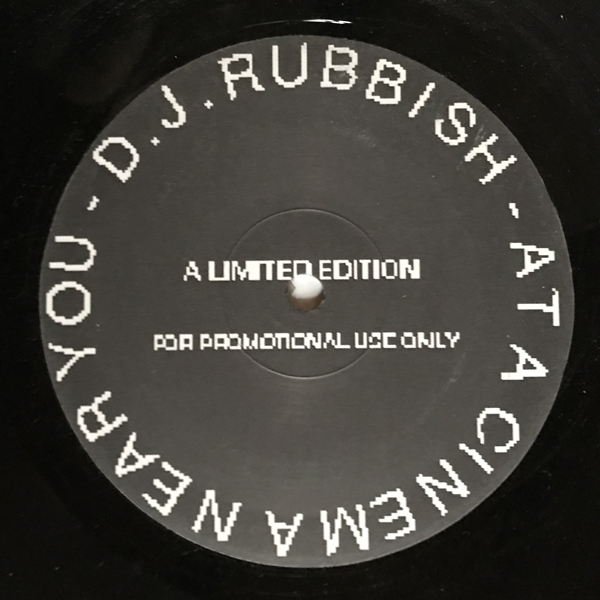 D.J. RUBBISH - AT A CINEMA NEAR YOU -
A LIMITED EDITION
FOR PROMOTIONAL USE ONLY